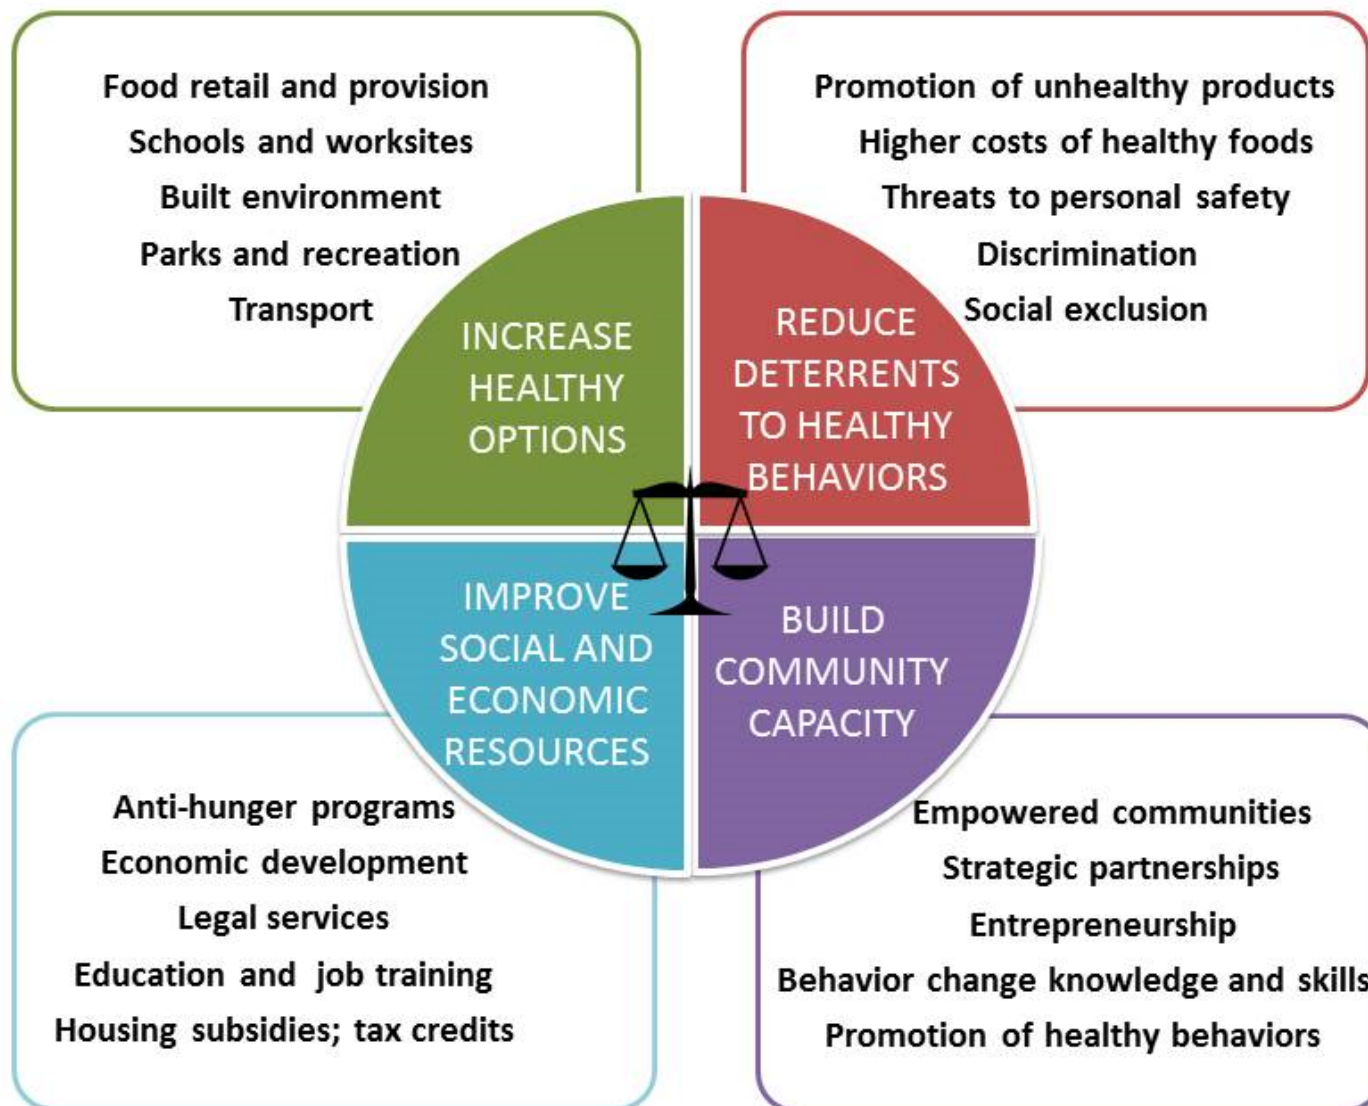 Food retail and provision
Schools and worksites
Built environment
Parks and recreation
Transport
Promotion of unhealthy products
Higher costs of healthy foods
Threats to personal safety
Discrimination
Social exclusion
INCREASE
HEALTHY
OPTIONS
REDUCE
DETERRENTS
TO HEALTHY
BEHAVIORS
IMPROVE
SOCIAL AND
ECONOMIC
RESOURCES
BUILD
COMMUNITY
CAPACITY
Anti-hunger programs
Economic development
Legal services
Education and job training
Housing subsidies; tax credits
Empowered communities
Strategic partnerships
Entrepreneurship
Behavior change knowledge and skills
Promotion of healthy behaviors